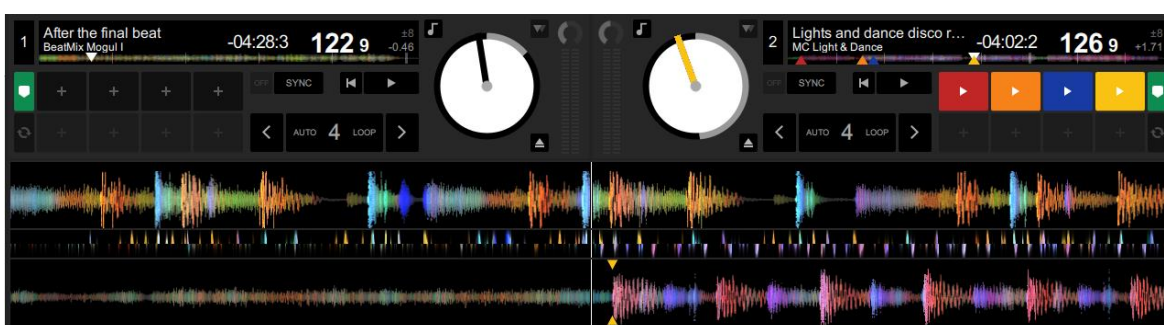 1
After the final beat
BeatMix Mogul I
-04:28:3
122 9
±8
-0.46
OFF
SYNC
AUTO
4
LOOP
2
Lights and dance disco r...
MC Light & Dance
-04:02:2
126 9
±8
+1.71
OFF
SYNC
AUTO
4
LOOP